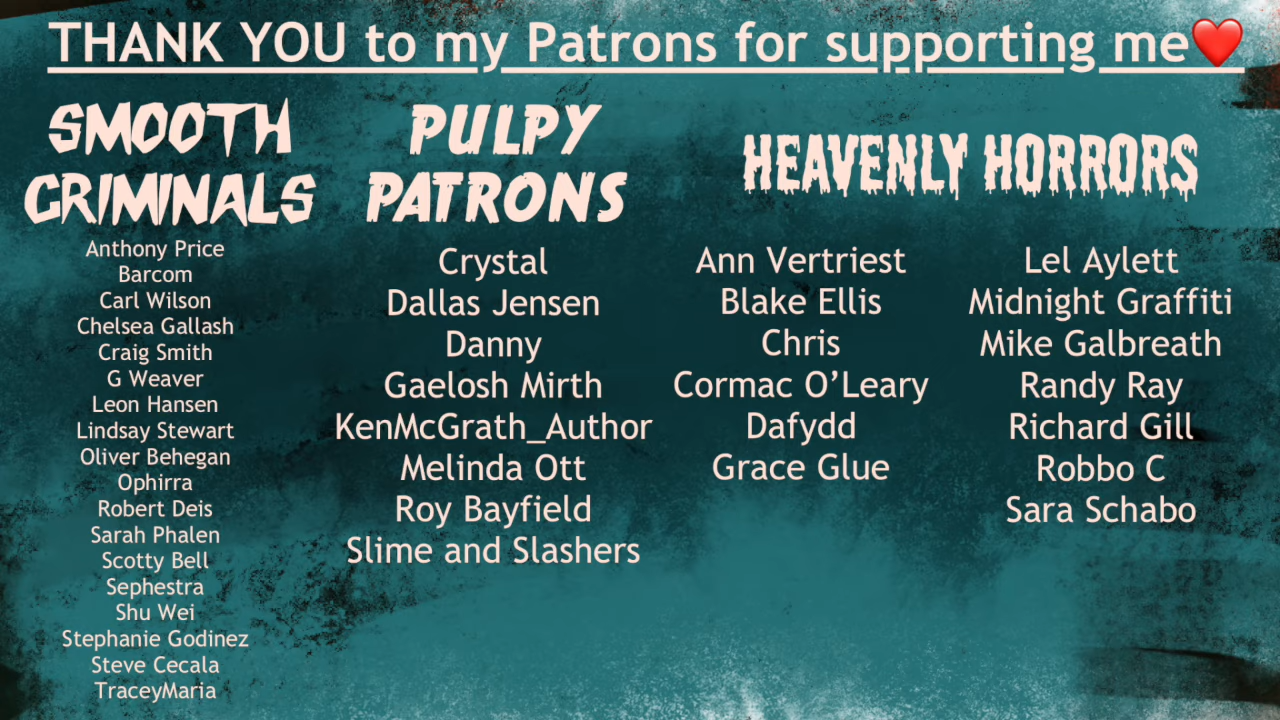 THANK YOU to my Patrons for supporting me❤️
SMOOTH
CRIMINALS
Anthony Price
Barcom
Carl Wilson
Chelsea Gallash
Craig Smith
G Weaver
Leon Hansen
Lindsay Stewart
Oliver Behegan
Ophirra
Robert Deis
Sarah Phalen
Scotty Bell
Sephestra
Shu Wei
Stephanie Godinez
Steve Cecala
TraceyMaria
PULPY
PATRONS
Crystal
Dallas Jensen
Danny
Gaelosh Mirth
KenMcGrath_Author
Melinda Ott
Roy Bayfield
Slime and Slashers
HEAVENLY HORRORS
Ann Vertriest
Blake Ellis
Chris
Cormac O’Leary
Dafydd
Grace Glue
Lel Aylett
Midnight Graffiti
Mike Galbreath
Randy Ray
Richard Gill
Robbo C
Sara Schabo